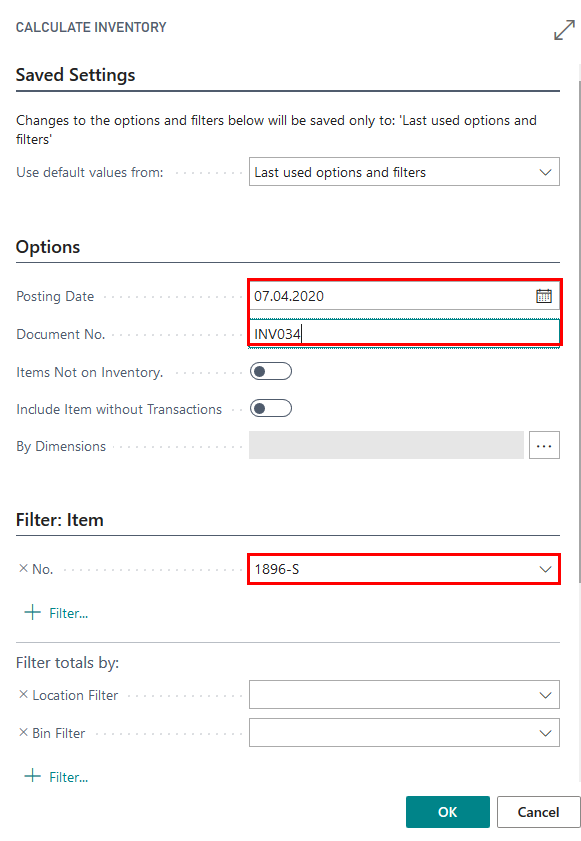 CALCULATE INVENTORY
Saved Settings
Changes to the options and filters below will be saved only to: 'Last used options and
filters'
Use default values from: Last used options and filters
Options
Posting Date 07.04.2020
Document No. INV034
Items Not on Inventory.
Include Item without Transactions
By Dimensions ...
Filter: Item
× No. 1896-S
+ Filter...
Filter totals by:
× Location Filter
× Bin Filter
+ Filter...
OK Cancel